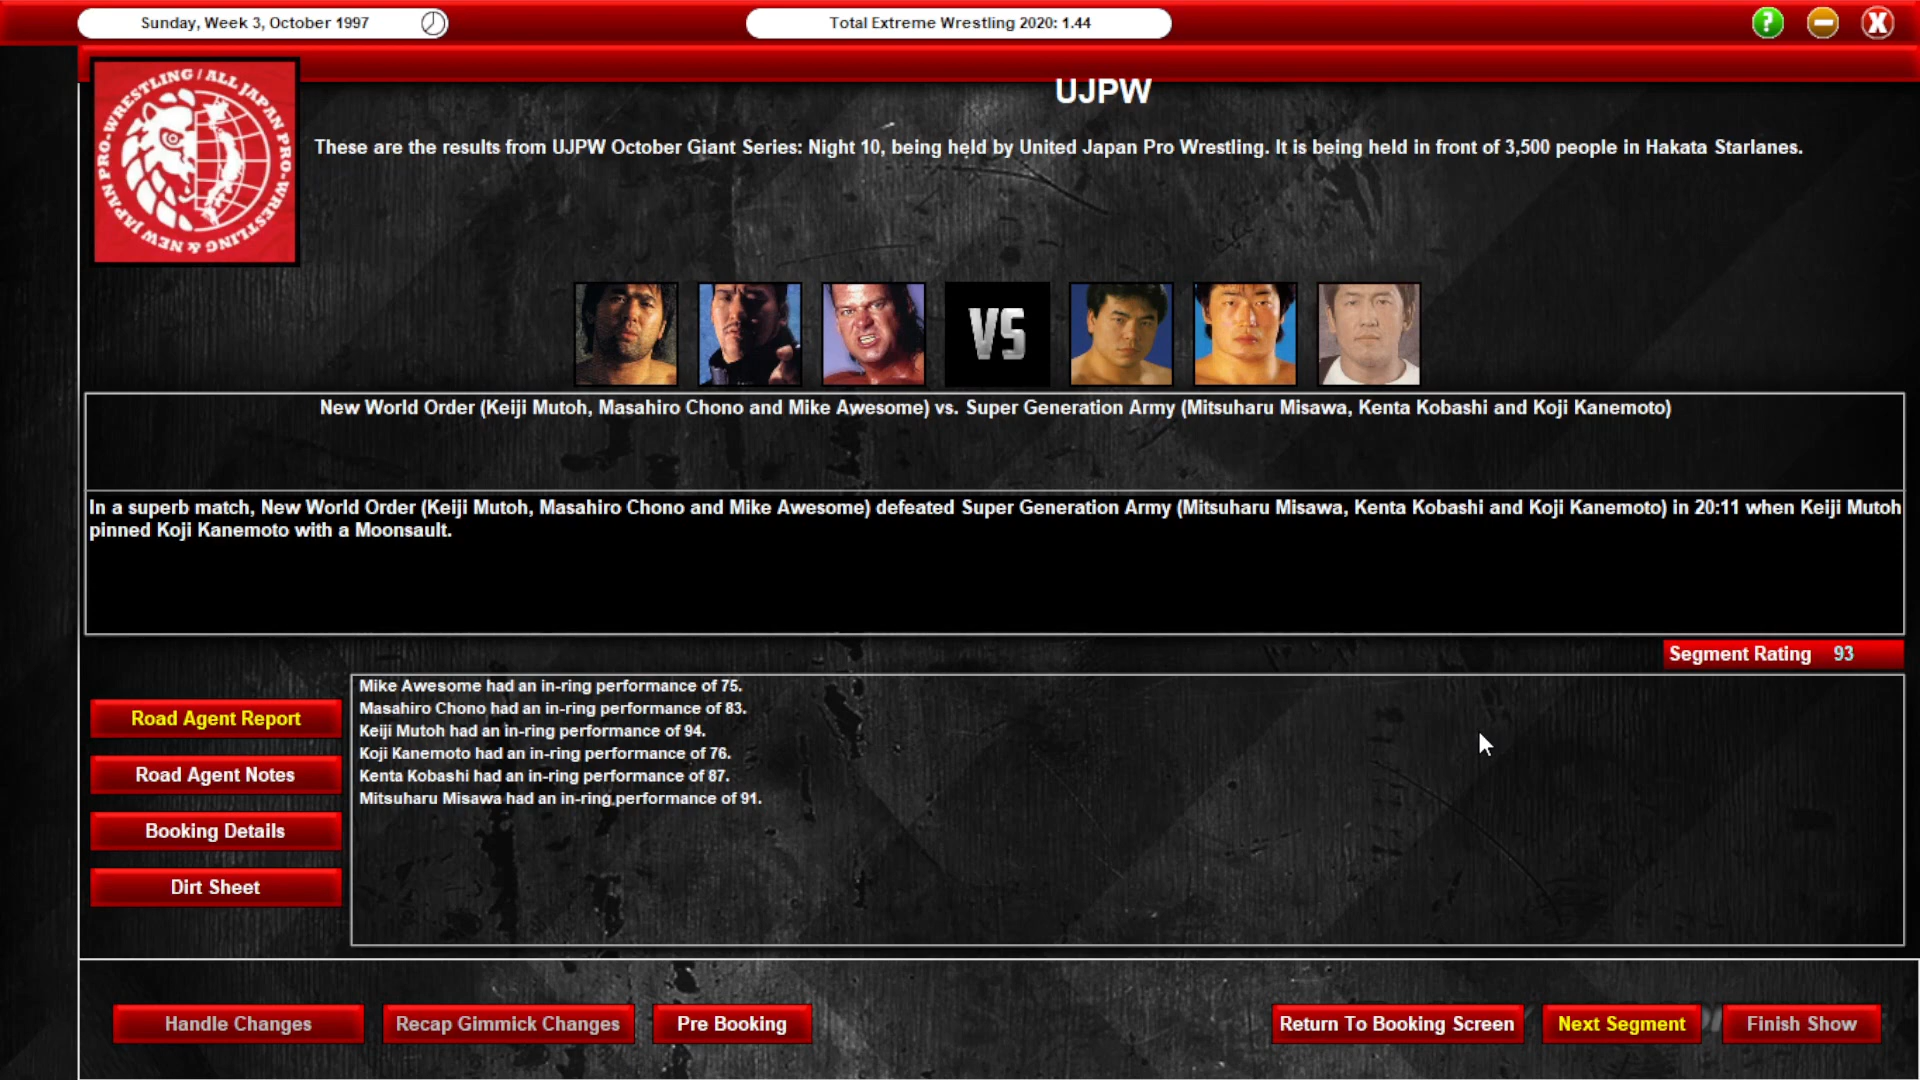 Sunday, Week 3, October 1997
Total Extreme Wrestling 2020: 1.44
?
X
NEW JAPAN PRO-WRESTLING / ALL JAPAN PRO-WRESTLING &
UJPW
These are the results from UJPW October Giant Series: Night 10, being held by United Japan Pro Wrestling. It is being held in front of 3,500 people in Hakata Starlanes.
VS
New World Order (Keiji Mutoh, Masahiro Chono and Mike Awesome) vs. Super Generation Army (Mitsuharu Misawa, Kenta Kobashi and Koji Kanemoto)
In a superb match, New World Order (Keiji Mutoh, Masahiro Chono and Mike Awesome) defeated Super Generation Army (Mitsuharu Misawa, Kenta Kobashi and Koji Kanemoto) in 20:11 when Keiji Mutoh
pinned Koji Kanemoto with a Moonsault.
Segment Rating 93
Road Agent Report
Road Agent Notes
Booking Details
Dirt Sheet
Mike Awesome had an in-ring performance of 75.
Masahiro Chono had an in-ring performance of 83.
Keiji Mutoh had an in-ring performance of 94.
Koji Kanemoto had an in-ring performance of 76.
Kenta Kobashi had an in-ring performance of 87.
Mitsuharu Misawa had an in-ring performance of 91.
Handle Changes
Recap Gimmick Changes
Pre Booking
Return To Booking Screen
Next Segment
Finish Show